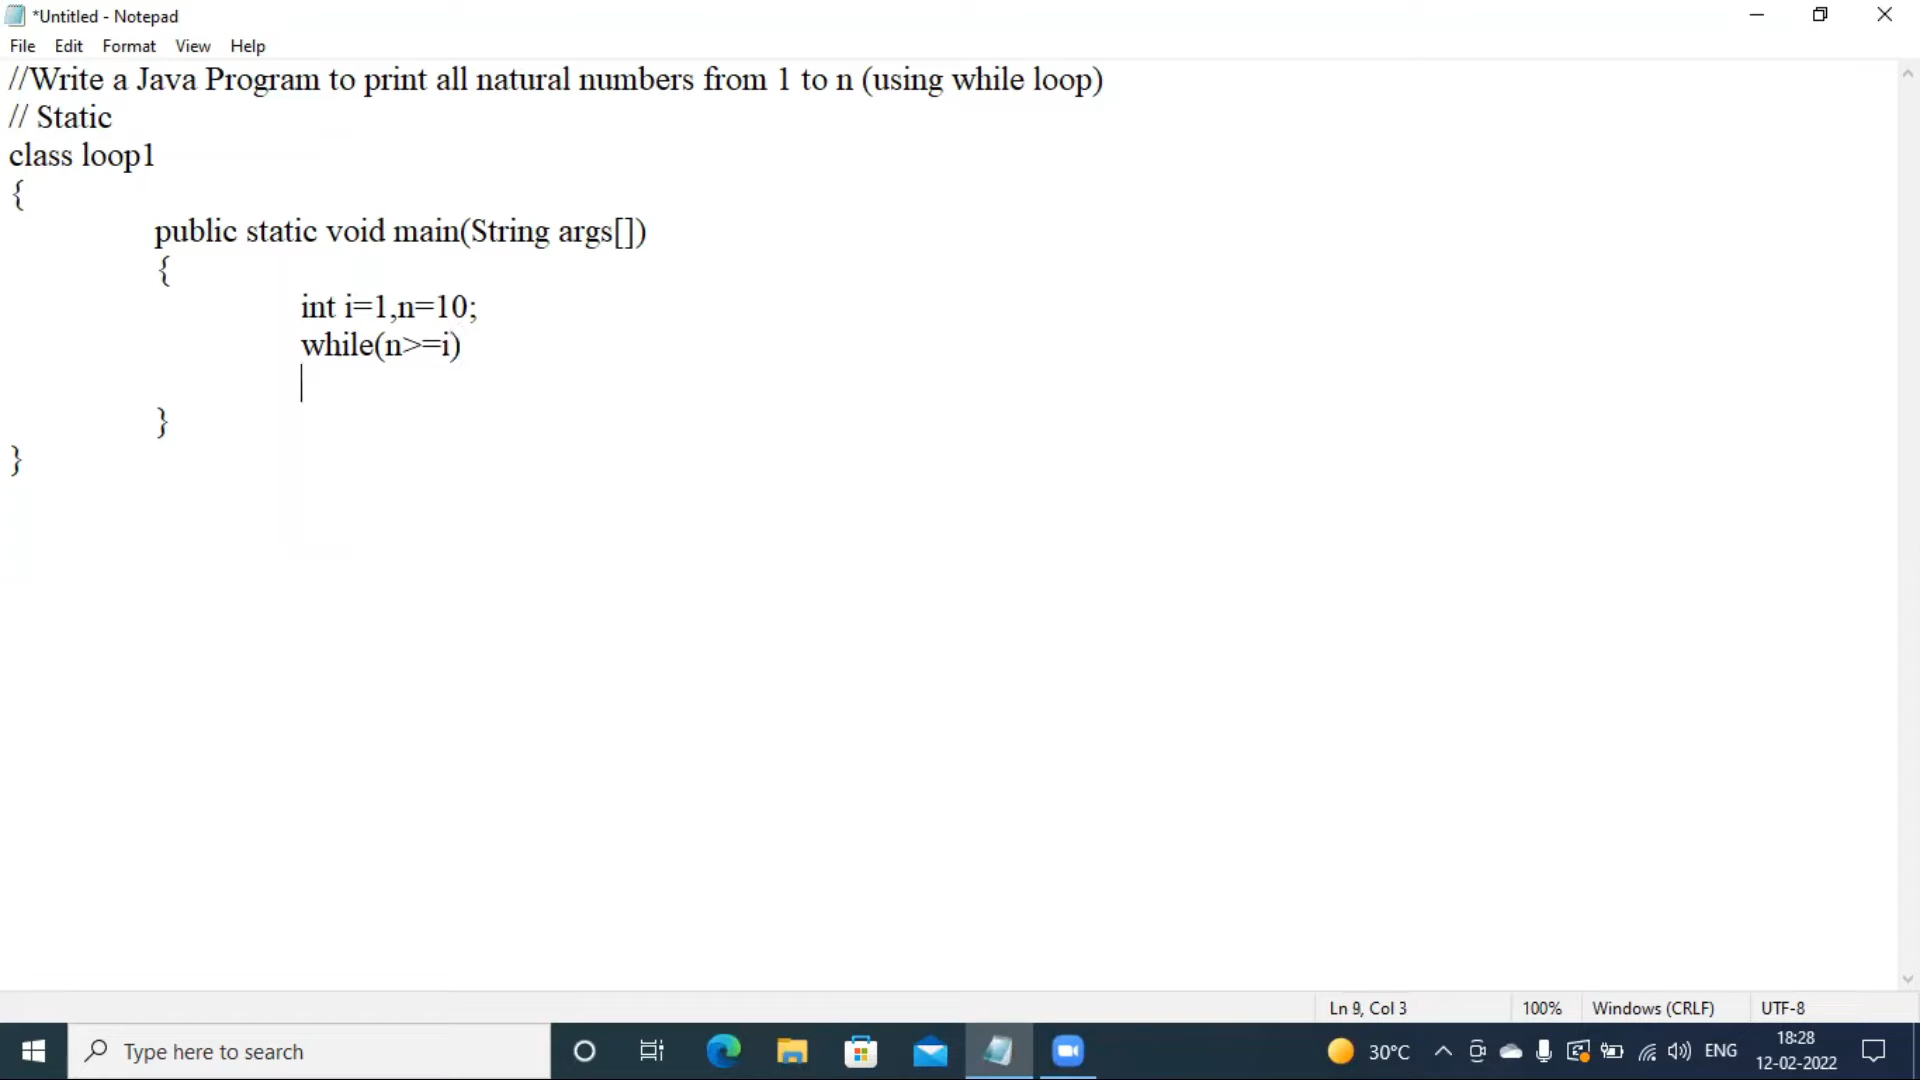 *Untitled - Notepad
File Edit Format View Help
//Write a Java Program to print all natural numbers from 1 to n (using while loop)
// Static
class loop1
{
public static void main(String args[])
{
int i=1,n=10;
while(n>=i)
}
}
Ln 9, Col 3 100% Windows (CRLF) UTF-8
Type here to search 30°C ENG 18:28
12-02-2022